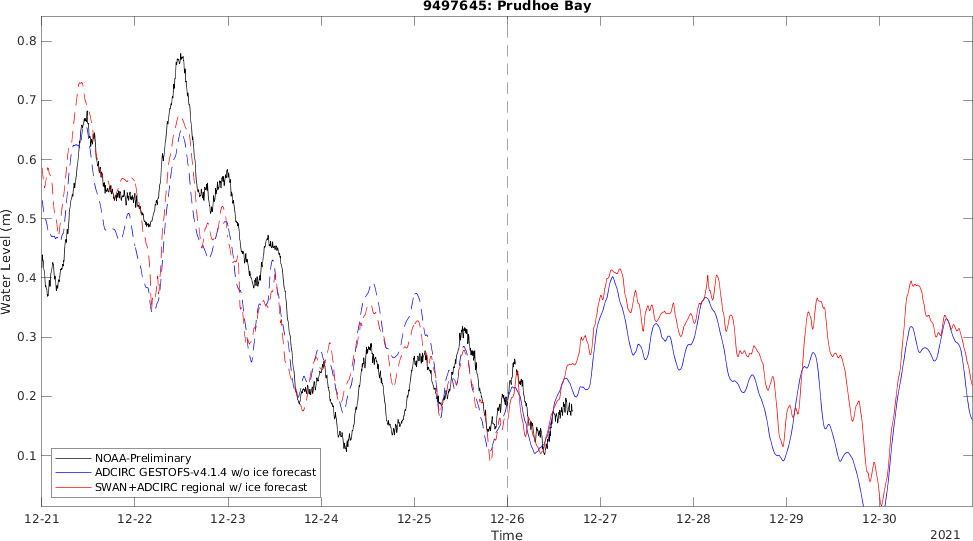 9497645: Prudhoe Bay
0.8
0.7
0.6
0.5
0.4
0.3
0.2
0.1
Water Level (m)
NOAA-Preliminary
ADCIRC GESTOFS-v4.1.4 w/o ice forecast
SWAN+ADCIRC regional w/ ice forecast
12-21 12-22 12-23 12-24 12-25 12-26 12-27 12-28 12-29 12-30
Time
2021